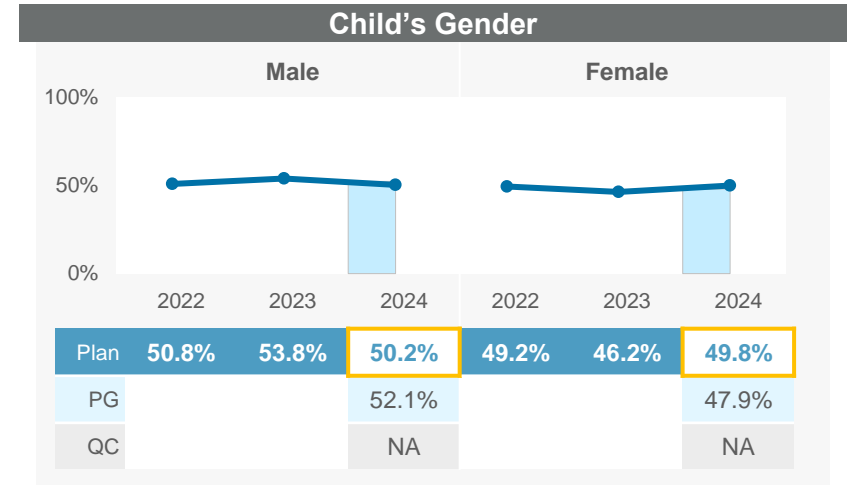 Child’s Gender
Male Female
100%
50%
0%
2022 2023 2024 2022 2023 2024
Plan 50.8% 53.8% 50.2% 49.2% 46.2% 49.8%
PG 52.1% 47.9%
QC NA NA